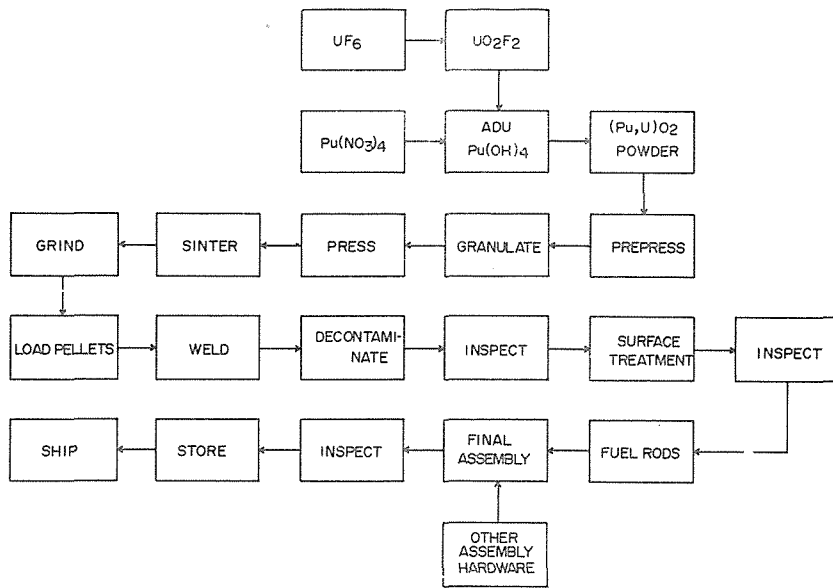 UF6
UO2F2
Pu(NO3)4
ADU
Pu(OH)4
(Pu,U)O2
POWDER
GRIND
SINTER
PRESS
GRANULATE
PREPRESS
LOAD PELLETS
WELD
DECONTAMI-
NATE
INSPECT
SURFACE
TREATMENT
INSPECT
SHIP
STORE
INSPECT
FINAL
ASSEMBLY
FUEL RODS
OTHER
ASSEMBLY
HARDWARE